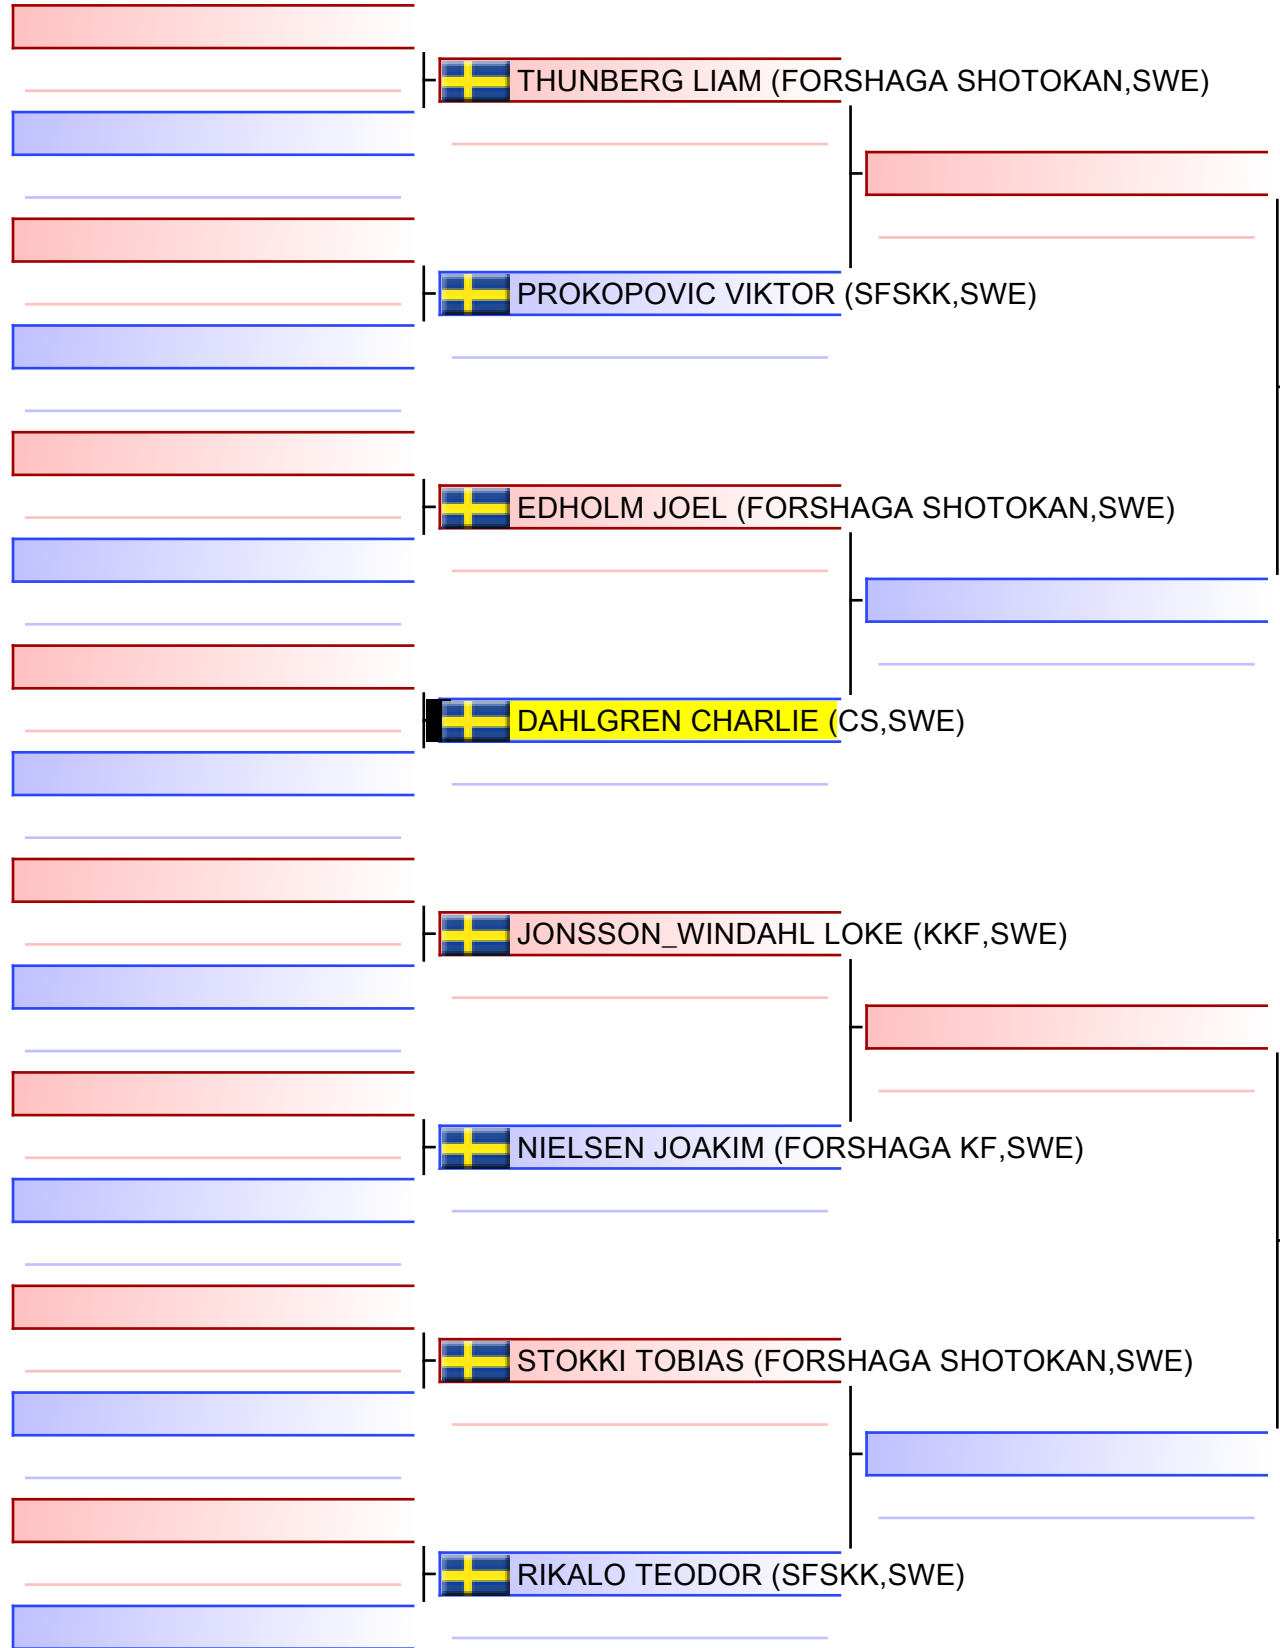 THUNBERG LIAM (FORSHAGA SHOTOKAN,SWE)
PROKOPOVIC VIKTOR (SFSKK,SWE)
EDHOLM JOEL (FORSHAGA SHOTOKAN,SWE)
DAHLGREN CHARLIE (CS,SWE)
JONSSON_WINDAHL LOKE (KKF,SWE)
NIELSEN JOAKIM (FORSHAGA KF,SWE)
STOKKI TOBIAS (FORSHAGA SHOTOKAN,SWE)
RIKALO TEODOR (SFSKK,SWE)